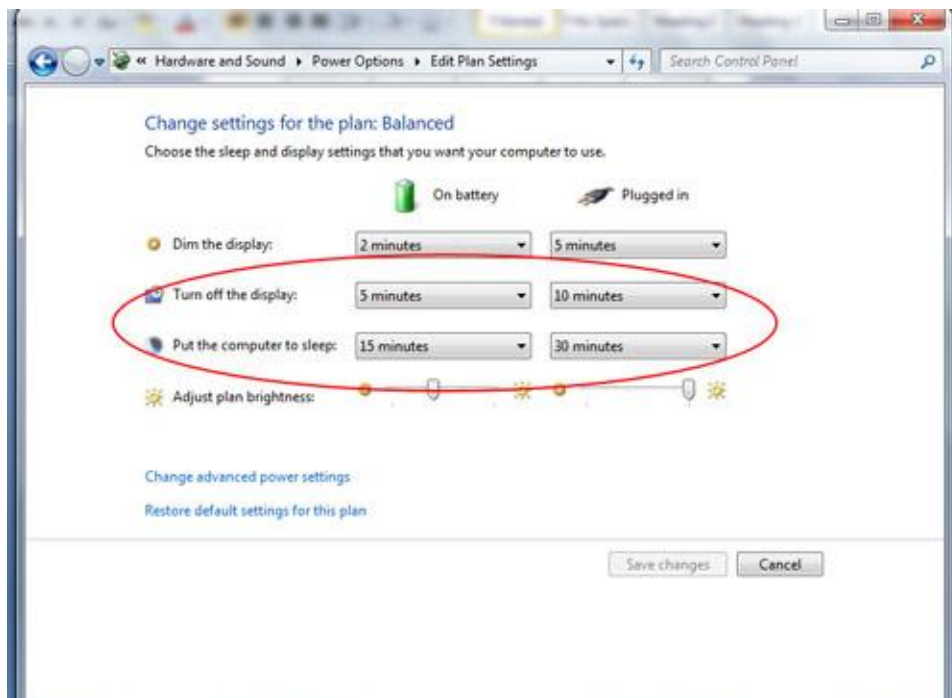 « Hardware and Sound ▸ Power Options ▸ Edit Plan Settings Search Control Panel
Change settings for the plan: Balanced
Choose the sleep and display settings that you want your computer to use.
On battery Plugged in
Dim the display: 2 minutes 5 minutes
Turn off the display: 5 minutes 10 minutes
Put the computer to sleep: 15 minutes 30 minutes
Adjust plan brightness:
Change advanced power settings
Restore default settings for this plan
Save changes Cancel